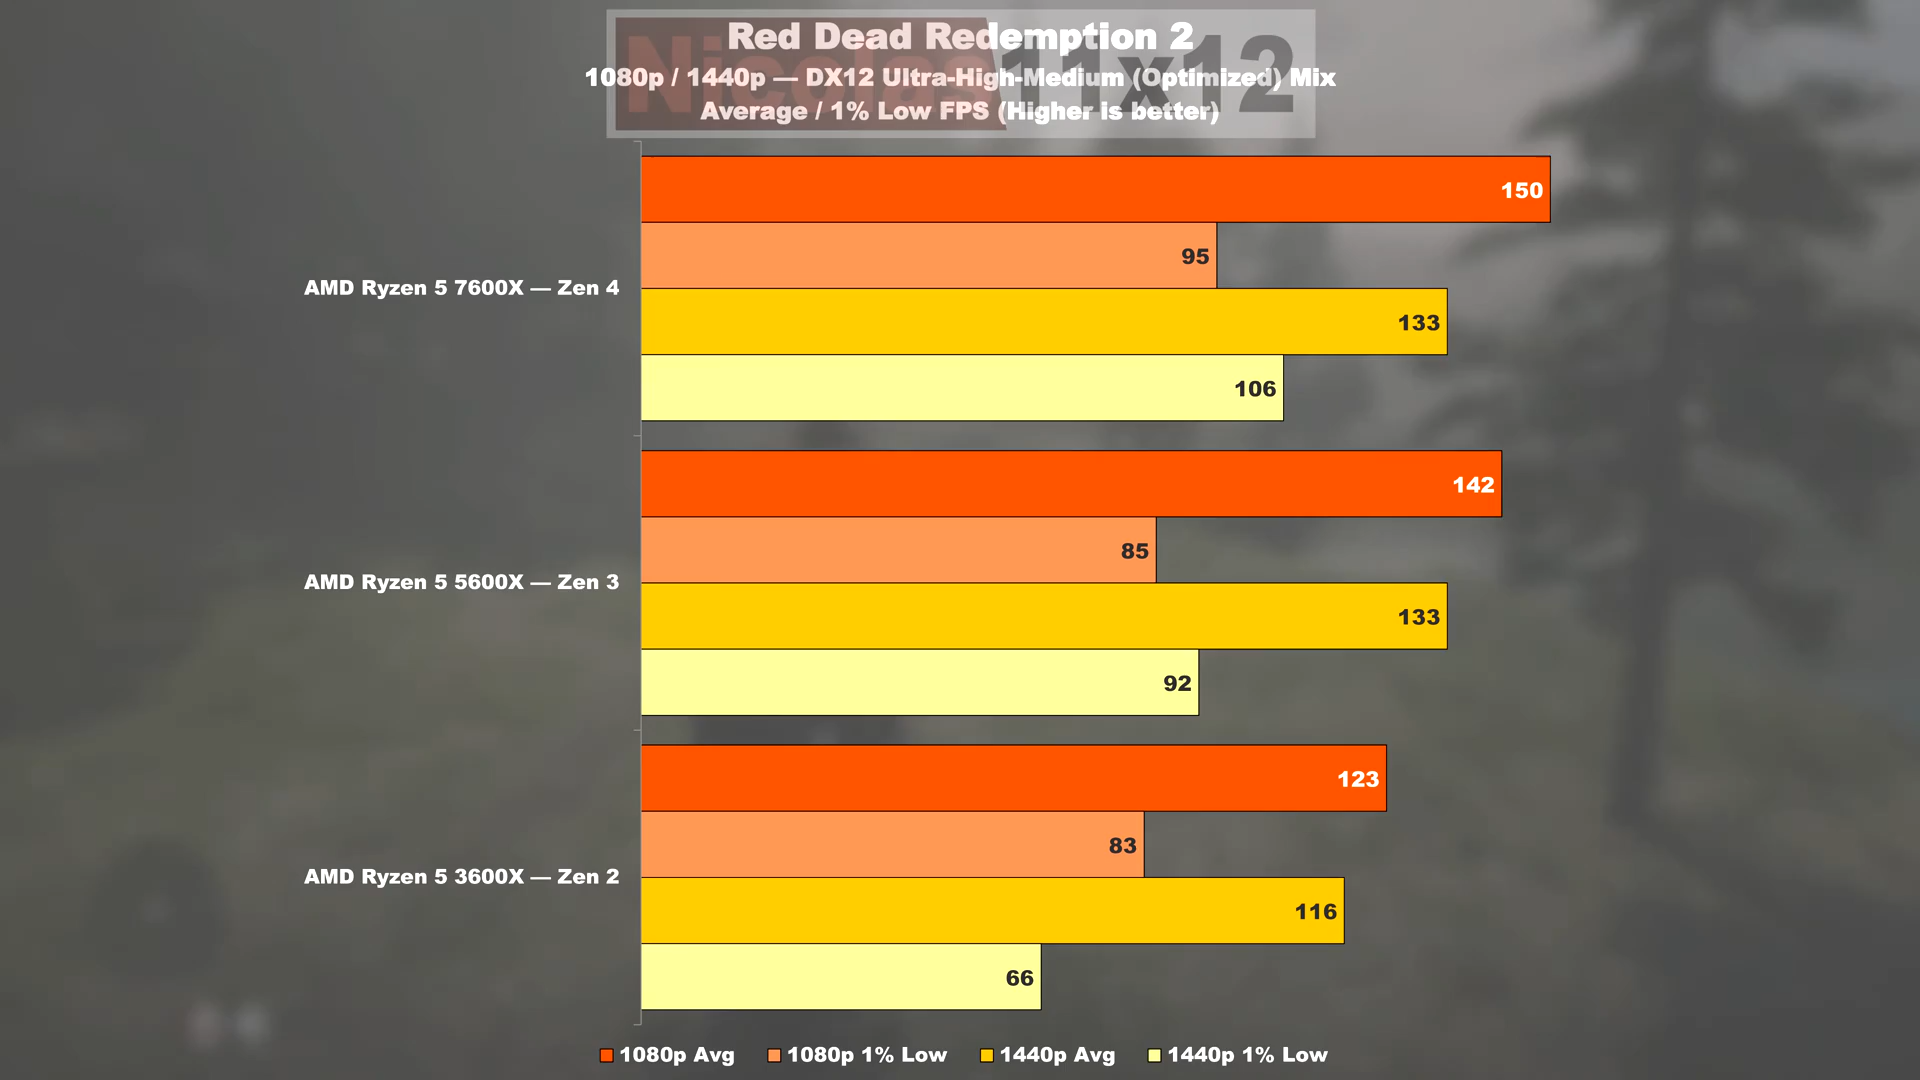 Nicolas11x12
Red Dead Redemption 2
1080p / 1440p — DX12 Ultra-High-Medium (Optimized) Mix
Average / 1% Low FPS (Higher is better)
150
95
AMD Ryzen 5 7600X — Zen 4
133
106
142
85
AMD Ryzen 5 5600X — Zen 3
133
92
123
83
AMD Ryzen 5 3600X — Zen 2
116
66
1080p Avg 1080p 1% Low 1440p Avg 1440p 1% Low